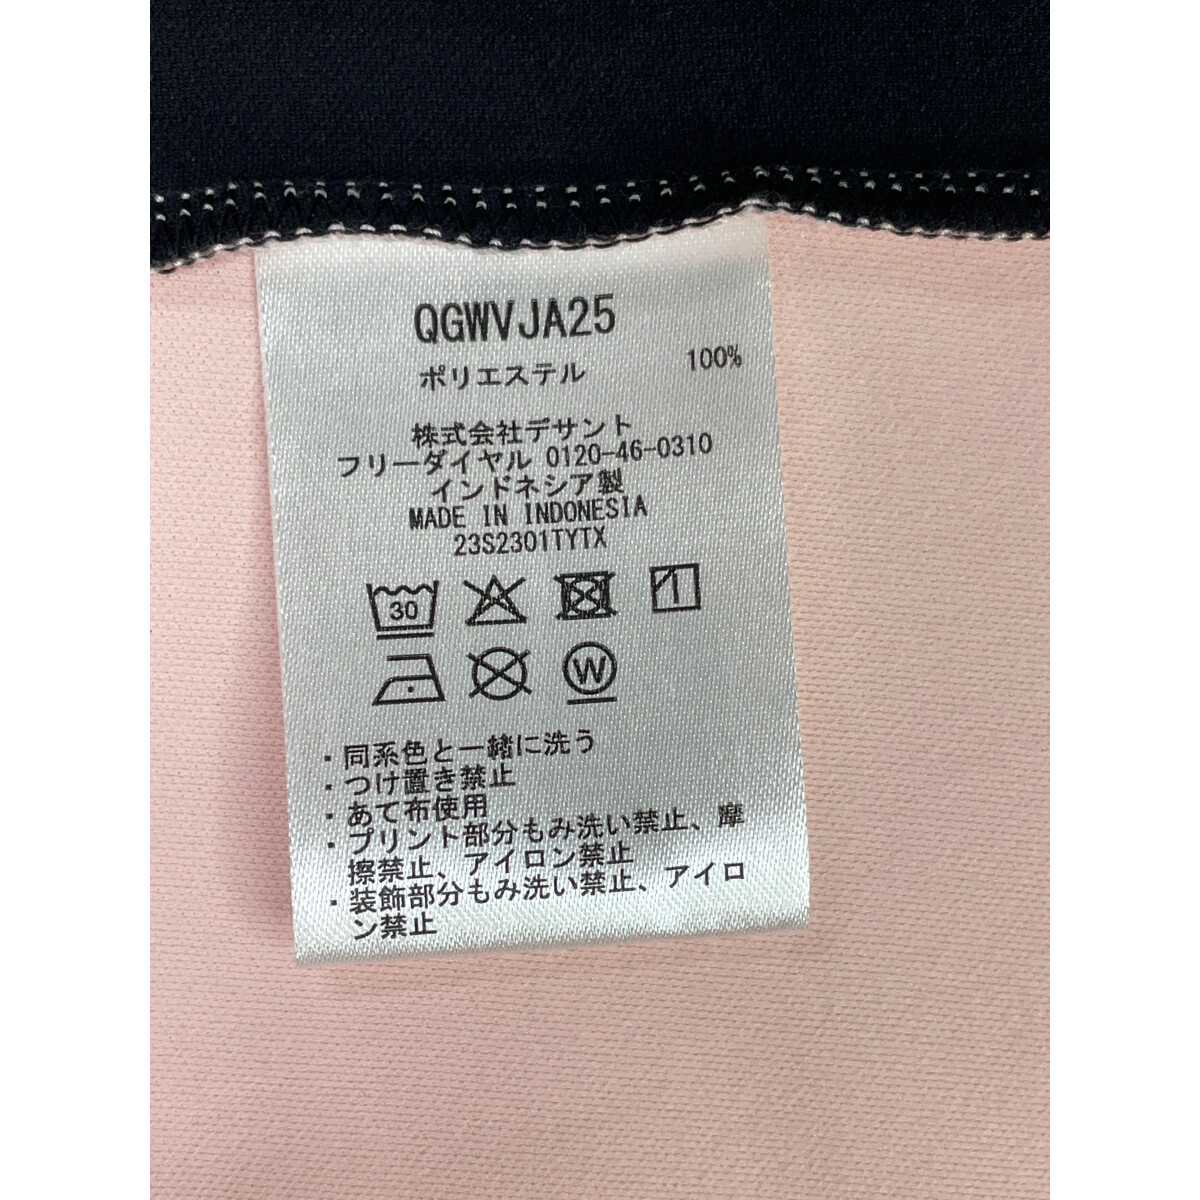 QGWVJA25
ポリエステル 100%
株式会社デサント
フリーダイヤル 0120-46-0310
インドネシア製
MADE IN INDONESIA
23S2301TYTX
30
W
・同系色と一緒に洗う
・つけ置き禁止
・あて布使用
・プリント部分もみ洗い禁止、摩
擦禁止、アイロン禁止
・装飾部分もみ洗い禁止、アイロ
ン禁止